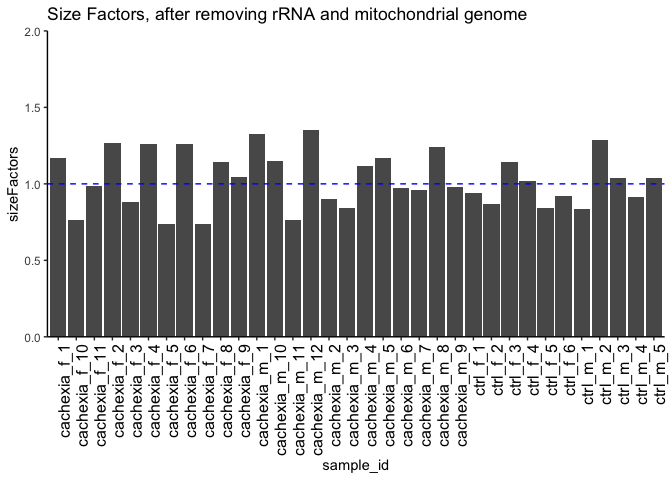 Size Factors, after removing rRNA and mitochondrial genome
2.0
1.5
1.0
0.5
0.0
sizeFactors
cachexia_f_1
cachexia_f_10
cachexia_f_11
cachexia_f_2
cachexia_f_3
cachexia_f_4
cachexia_f_5
cachexia_f_6
cachexia_f_7
cachexia_f_8
cachexia_f_9
cachexia_m_1
cachexia_m_10
cachexia_m_11
cachexia_m_12
cachexia_m_2
cachexia_m_3
cachexia_m_4
cachexia_m_5
cachexia_m_6
cachexia_m_7
cachexia_m_8
cachexia_m_9
ctrl_f_1
ctrl_f_2
ctrl_f_3
ctrl_f_4
ctrl_f_5
ctrl_f_6
ctrl_m_1
ctrl_m_2
ctrl_m_3
ctrl_m_4
ctrl_m_5
sample_id